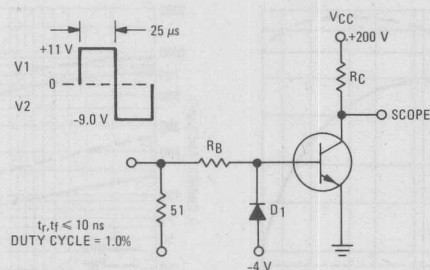 25 μs
+11 V
V1
0
V2
-9.0 V
VCC
+200 V
RC
SCOPE
RB
51
D1
-4 V
tr,tf ⩽ 10 ns
DUTY CYCLE = 1.0%